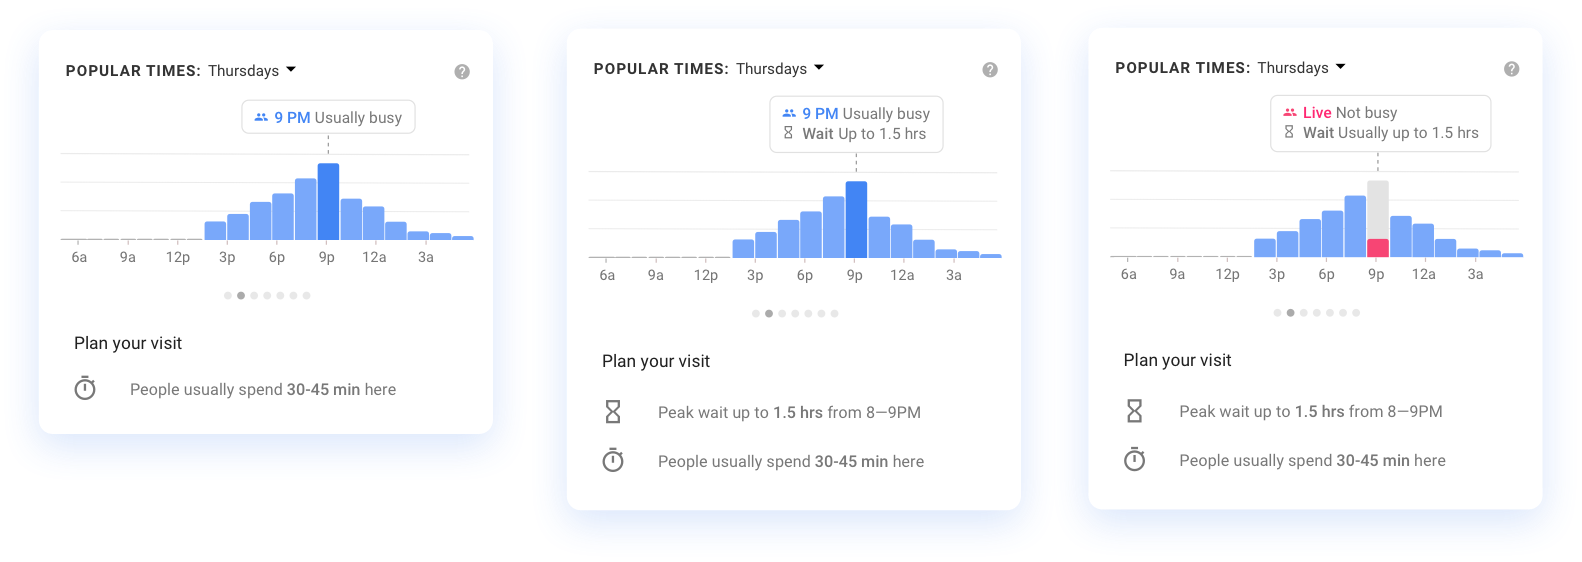 POPULAR TIMES: Thursdays
?
9 PM Usually busy
6a 9a 12p 3p 6p 9p 12a 3a
Plan your visit
People usually spend 30-45 min here
POPULAR TIMES: Thursdays
?
9 PM Usually busy
Wait Up to 1.5 hrs
6a 9a 12p 3p 6p 9p 12a 3a
Plan your visit
Peak wait up to 1.5 hrs from 8–9PM
People usually spend 30-45 min here
POPULAR TIMES: Thursdays
?
Live Not busy
Wait Usually up to 1.5 hrs
6a 9a 12p 3p 6p 9p 12a 3a
Plan your visit
Peak wait up to 1.5 hrs from 8–9PM
People usually spend 30-45 min here